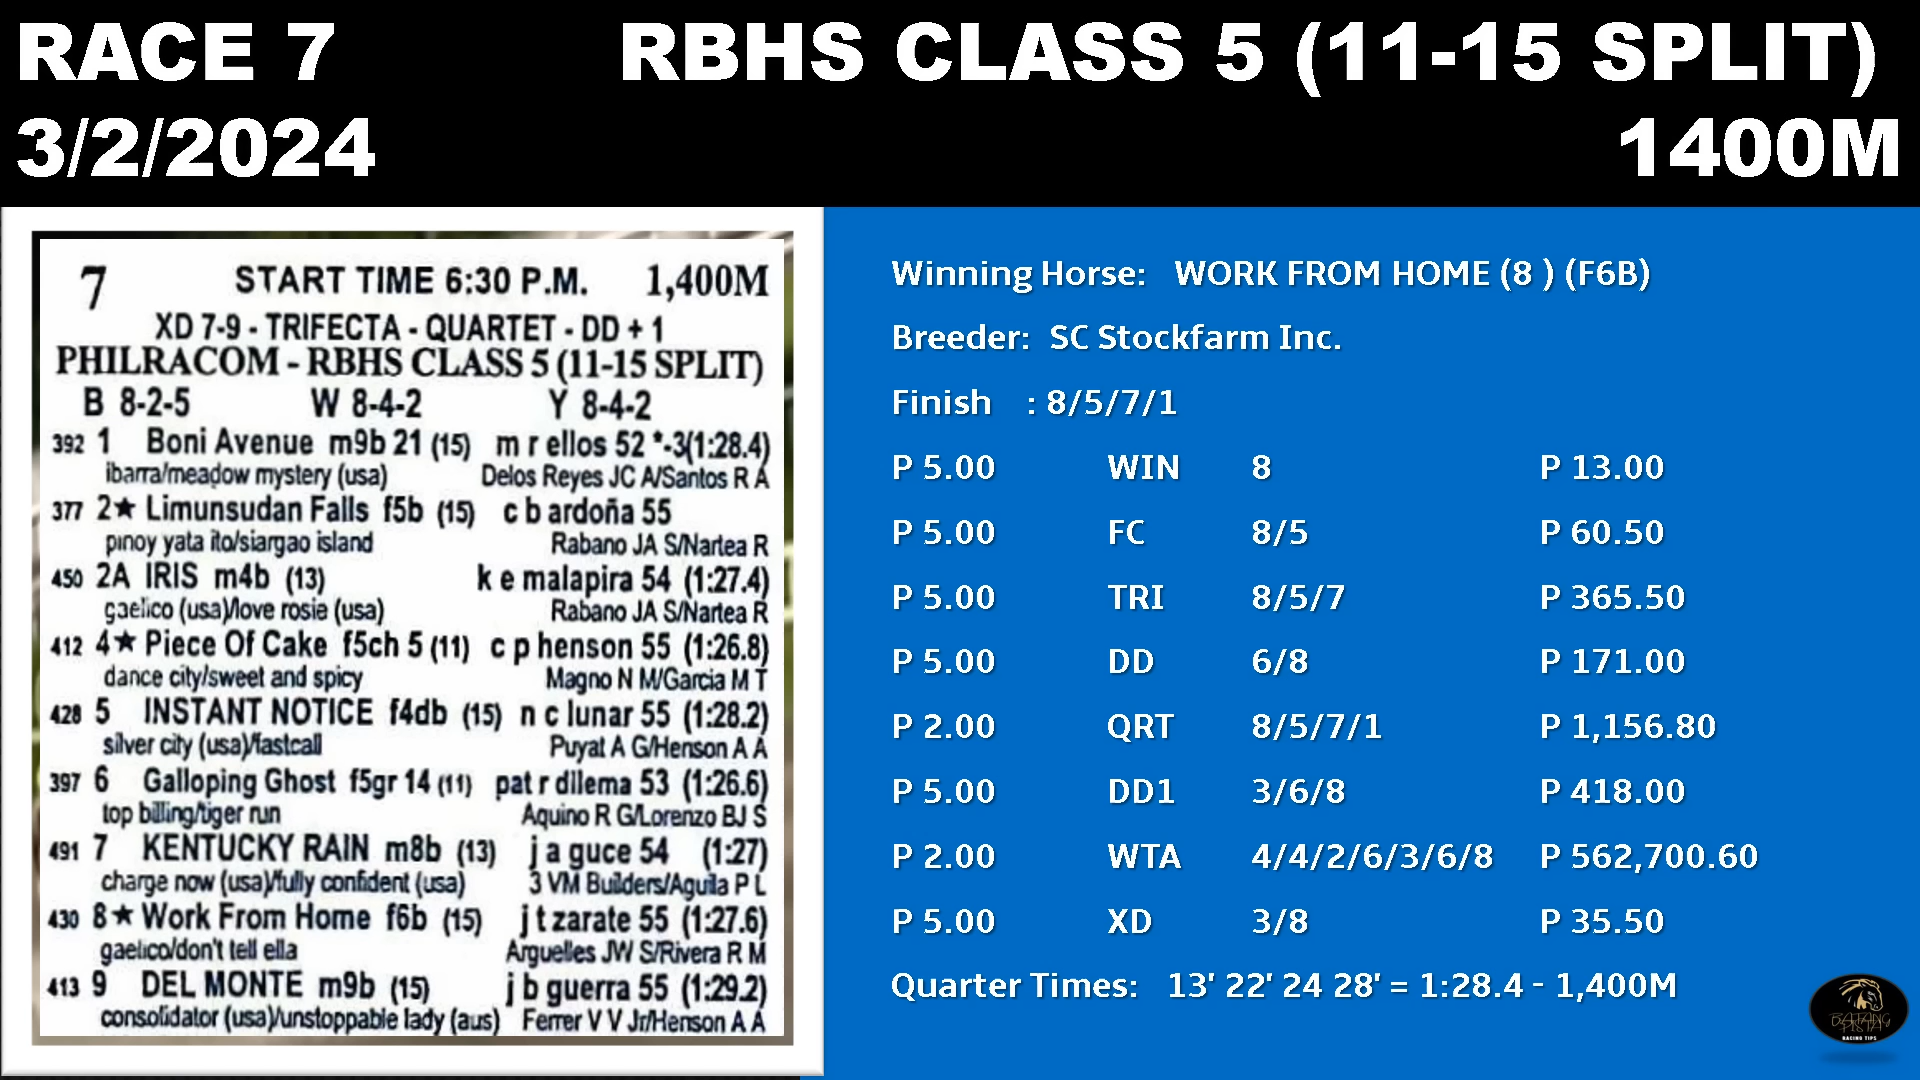 RACE 7 RBHS CLASS 5 (11-15 SPLIT)
3/2/2024 1400M
7 START TIME 6:30 P.M. 1,400M
XD 7-9 - TRIFECTA - QUARTET - DD + 1
PHILRACOM - RBHS CLASS 5 (11-15 SPLIT)
B 8-2-5 W 8-4-2 Y 8-4-2
392 1 Boni Avenue m9b 21 (15) m r ellos 52 *-3(1:28.4)
ibarra/meadow mystery (usa) Delos Reyes JC A/Santos R A
377 2★ Limunsudan Falls f5b (15) c b ardoña 55
pinoy yata ito/siargao island Rabano JA S/Nartea R
450 2A IRIS m4b (13) k e malapira 54 (1:27.4)
gaelico (usa)/love rosie (usa) Rabano JA S/Nartea R
412 4★ Piece Of Cake f5ch 5 (11) c p henson 55 (1:26.8)
dance city/sweet and spicy Magno N M/Garcia M T
428 5 INSTANT NOTICE f4db (15) n c lunar 55 (1:28.2)
silver city (usa)/fastcall Puyat A G/Henson A A
397 6 Galloping Ghost f5gr 14 (11) pat r dilema 53 (1:26.6)
top billing/tiger run Aquino R G/Lorenzo BJ S
491 7 KENTUCKY RAIN m8b (13) j a guce 54 (1:27)
charge now (usa)/fully confident (usa) 3 VM Builders/Aguila P L
430 8★ Work From Home f6b (15) j t zarate 55 (1:27.6)
gaelico/don't tell ella Arguelles JW S/Rivera R M
413 9 DEL MONTE m9b (15) j b guerra 55 (1:29.2)
consolidator (usa)/unstoppable lady (aus) Ferrer V V Jr/Henson A A
Winning Horse: WORK FROM HOME (8 ) (F6B)
Breeder: SC Stockfarm Inc.
Finish : 8/5/7/1
P 5.00 WIN 8 P 13.00
P 5.00 FC 8/5 P 60.50
P 5.00 TRI 8/5/7 P 365.50
P 5.00 DD 6/8 P 171.00
P 2.00 QRT 8/5/7/1 P 1,156.80
P 5.00 DD1 3/6/8 P 418.00
P 2.00 WTA 4/4/2/6/3/6/8 P 562,700.60
P 5.00 XD 3/8 P 35.50
Quarter Times: 13' 22' 24 28' = 1:28.4 - 1,400M
BATANG
PISTA
RACING TIPS